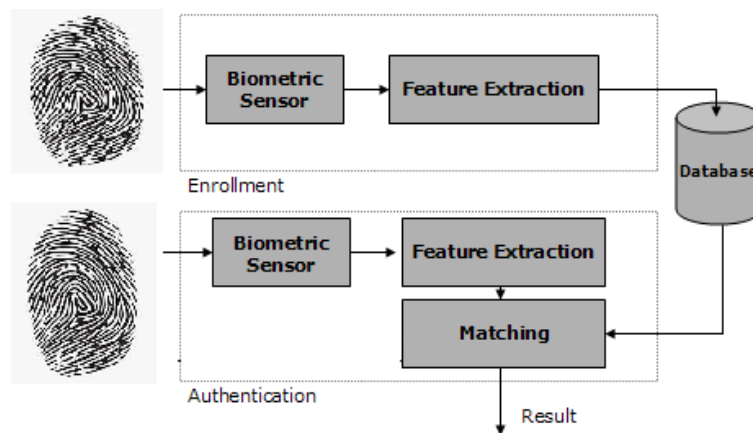 Biometric
Sensor
Feature Extraction
Database
Enrollment
Biometric
Sensor
Feature Extraction
Matching
Authentication
Result